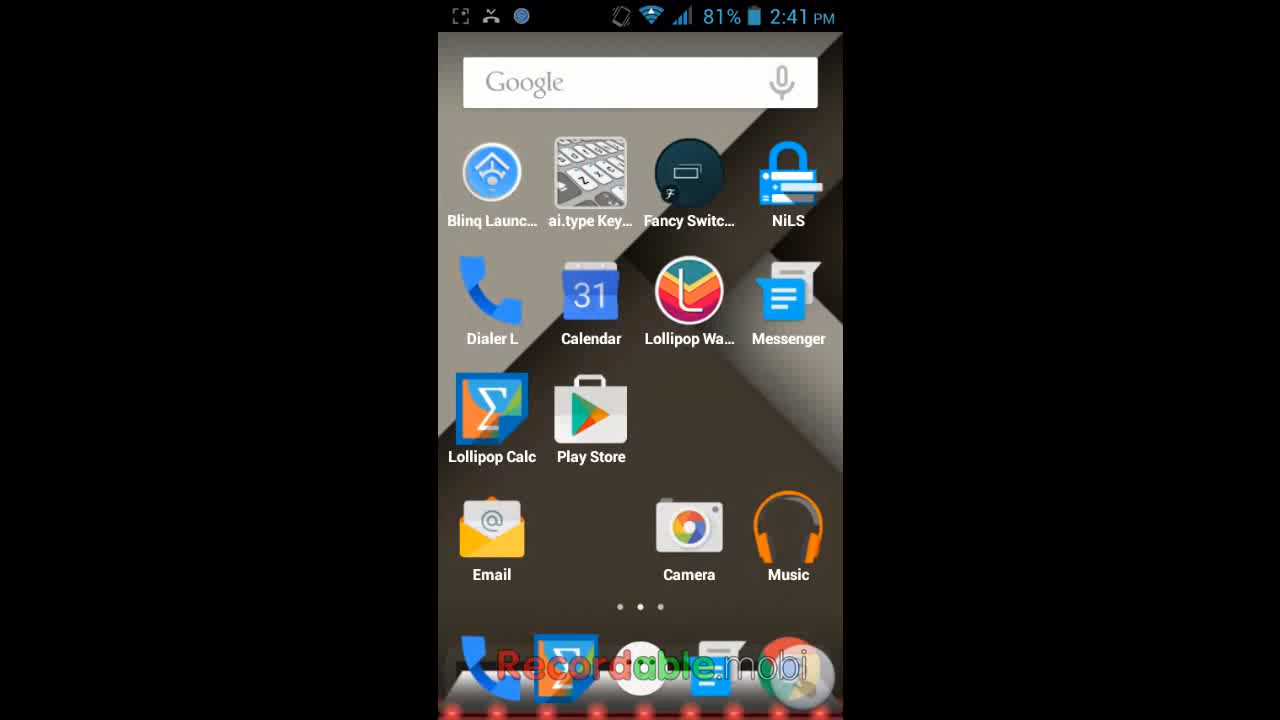 81% 2:41 PM
Google
Blinq Launc... ai.type Key... Fancy Switc... NiLS
31
Dialer L Calendar Lollipop Wa... Messenger
Lollipop Calc Play Store
Email Camera Music
Recordable.mobi